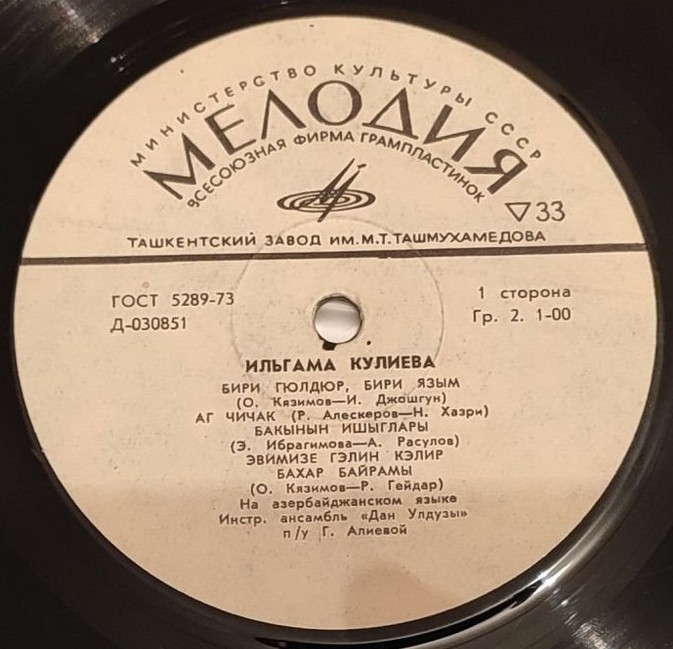 МИНИСТЕРСТВО КУЛЬТУРЫ СССР
МЕЛОДИЯ
ВСЕСОЮЗНАЯ ФИРМА ГРАМПЛАСТИНОК
▽33
ТАШКЕНТСКИЙ ЗАВОД ИМ.М.Т.ТАШМУХАМЕДОВА
ГОСТ 5289-73
Д-030851
1 сторона
Гр. 2. 1-00
ИЛЬГАМА КУЛИЕВА
БИРИ ГЮЛДЮР, БИРИ ЯЗЫМ
(О. Кязимов—И. Джошгун)
АГ ЧИЧАК (Р. Алескеров—Н. Хазри)
БАКЫНЫН ИШЫГЛАРЫ
(Э. Ибрагимова—А. Расулов)
ЭВИМИЗЕ ГЭЛИН КЭЛИР
БАХАР БАЙРАМЫ
(О. Кязимов—Р. Гейдар)
На азербайджанском языке
Инстр. ансамбль «Дан Улдузы»
п/у Г. Алиевой